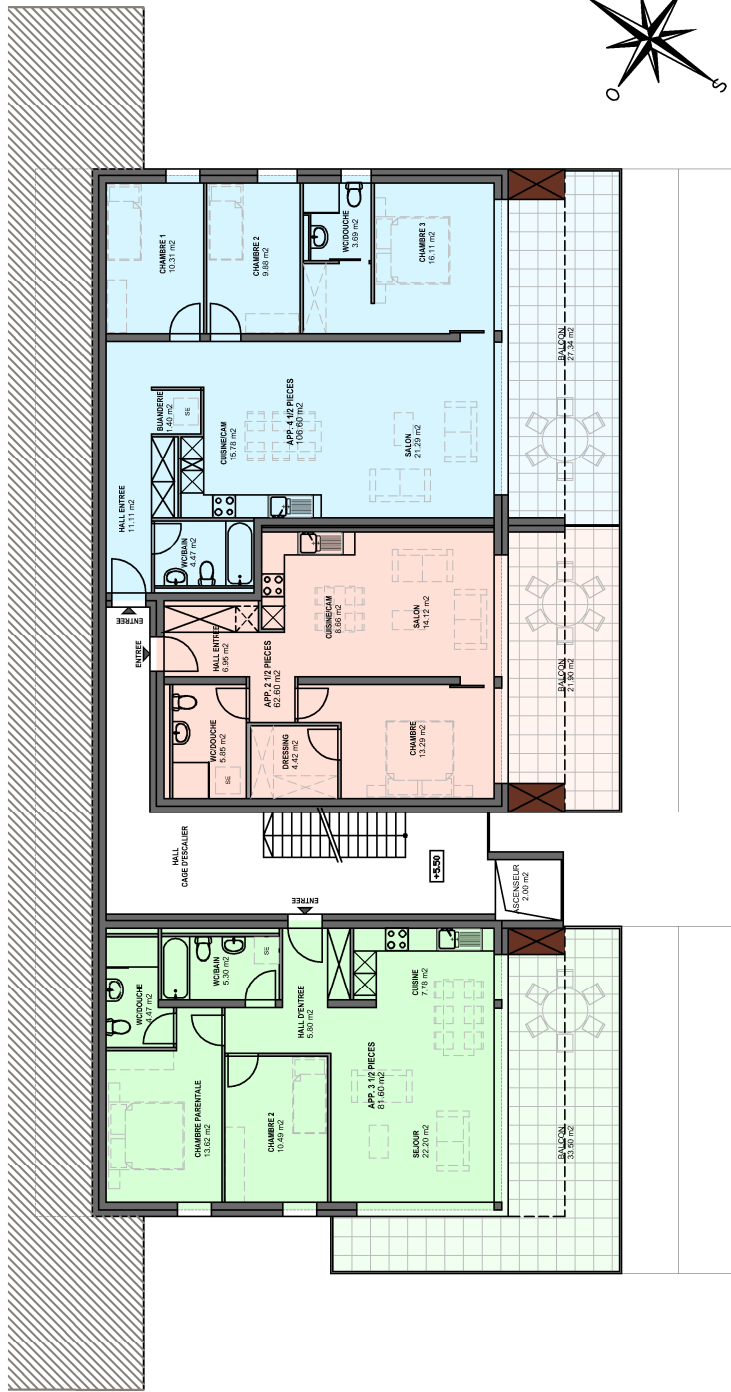 O
S
CHAMBRE 1
10.31 m2
CHAMBRE 2
9.88 m2
WC/DOUCHE
3.69 m2
CHAMBRE 3
16.11 m2
BALCON
27.34 m2
BUANDERIE
1.40 m2
SE
CUISINE/CAM
15.78 m2
APP. 4 1/2 PIECES
106.60 m2
SALON
21.29 m2
HALL ENTREE
11.11 m2
WC/BAIN
4.47 m2
ENTREE
ENTREE
HALL ENTREE
6.95 m2
APP. 2 1/2 PIECES
62.60 m2
CUISINE/CAM
8.66 m2
SALON
14.12 m2
BALCON
21.90 m2
WC/DOUCHE
5.85 m2
SE
DRESSING
4.42 m2
CHAMBRE
13.29 m2
HALL
CAGE D'ESCALIER
+5.50
ASCENSEUR
2.00 m2
ENTREE
WC/DOUCHE
4.47 m2
WC/BAIN
5.30 m2
SE
HALL D'ENTREE
5.80 m2
CUISINE
7.78 m2
APP. 3 1/2 PIECES
81.60 m2
CHAMBRE PARENTALE
13.62 m2
CHAMBRE 2
10.49 m2
SEJOUR
22.20 m2
BALCON
33.50 m2